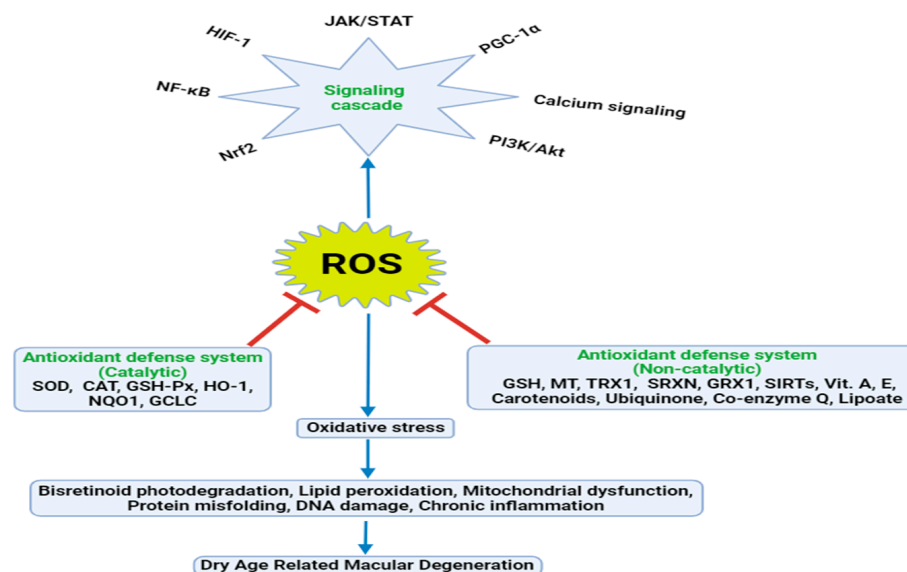 JAK/STAT
HIF-1
PGC-1α
NF-κB
Signaling
cascade
Calcium signaling
Nrf2
PI3K/Akt
ROS
Antioxidant defense system
(Catalytic)
SOD, CAT, GSH-Px, HO-1,
NQO1, GCLC
Antioxidant defense system
(Non-catalytic)
GSH, MT, TRX1, SRXN, GRX1, SIRTs, Vit. A, E,
Carotenoids, Ubiquinone, Co-enzyme Q, Lipoate
Oxidative stress
Bisretinoid photodegradation, Lipid peroxidation, Mitochondrial dysfunction,
Protein misfolding, DNA damage, Chronic inflammation
Dry Age Related Macular Degeneration